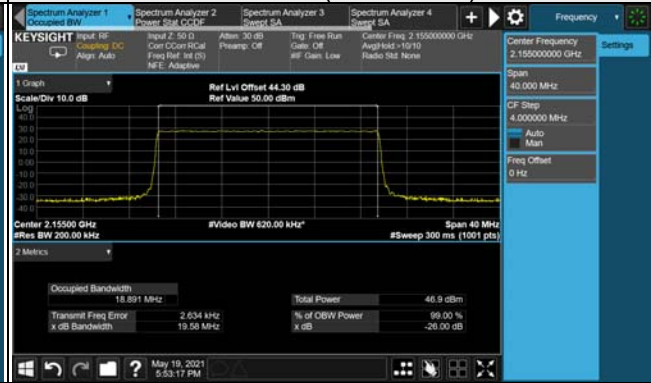 Spectrum Analyzer 1
Occupied BW
Spectrum Analyzer 2
Power Stat CCDF
Spectrum Analyzer 3
Swept SA
Spectrum Analyzer 4
Swept SA
Frequency
KEYSIGHT
Input: RF
Coupling: DC
Align: Auto
Input Z: 50 Ω
Corr CCorr RCal
Freq Ref: Int (S)
NFE: Adaptive
Atten: 30 dB
Preamp: Off
Trig: Free Run
Gate: Off
#IF Gain: Low
Center Freq: 2.155000000 GHz
Avg|Hold:>10/10
Radio Std: None
Center Frequency
2.155000000 GHz
Settings
Span
40.000 MHz
CF Step
4.000000 MHz
Auto
Man
Freq Offset
0 Hz
1 Graph
Scale/Div 10.0 dB
Ref Lvl Offset 44.30 dB
Ref Value 50.00 dBm
Log
40.0
30.0
20.0
10.0
0.00
-10.0
-20.0
-30.0
-40.0
Center 2.15500 GHz
#Res BW 200.00 kHz
#Video BW 620.00 kHz*
Span 40 MHz
#Sweep 300 ms (1001 pts)
2 Metrics
Occupied Bandwidth
18.891 MHz
Total Power 46.9 dBm
Transmit Freq Error 2.634 kHz
% of OBW Power 99.00 %
x dB Bandwidth 19.58 MHz
x dB -26.00 dB
May 19, 2021
5:53:17 PM